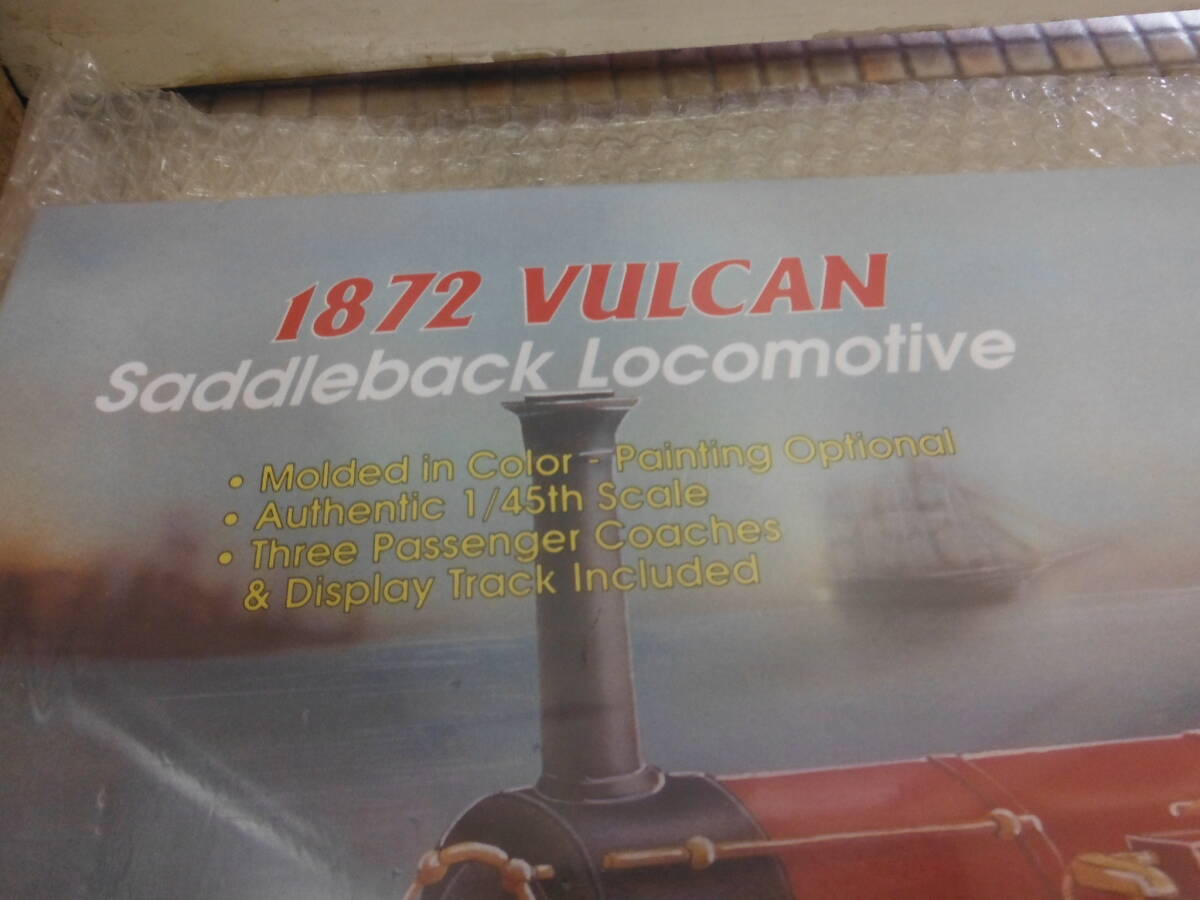 1872 VULCAN
Saddleback Locomotive
• Molded in Color - Painting Optional
• Authentic 1/45th Scale
• Three Passenger Coaches
& Display Track Included